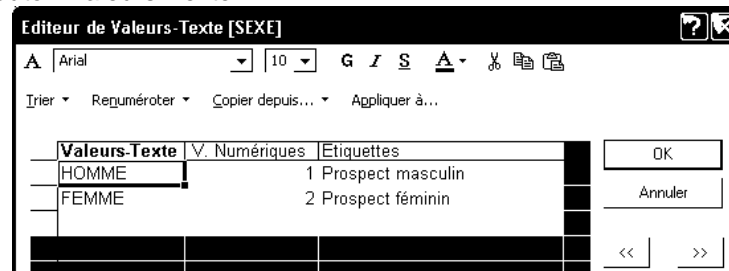 Editeur de Valeurs-Texte [SEXE]
A Arial 10 G I S A
Trier Renuméroter Copier depuis... Appliquer à...
Valeurs-Texte V. Numériques Etiquettes
HOMME 1 Prospect masculin
FEMME 2 Prospect féminin
OK
Annuler
<< >>